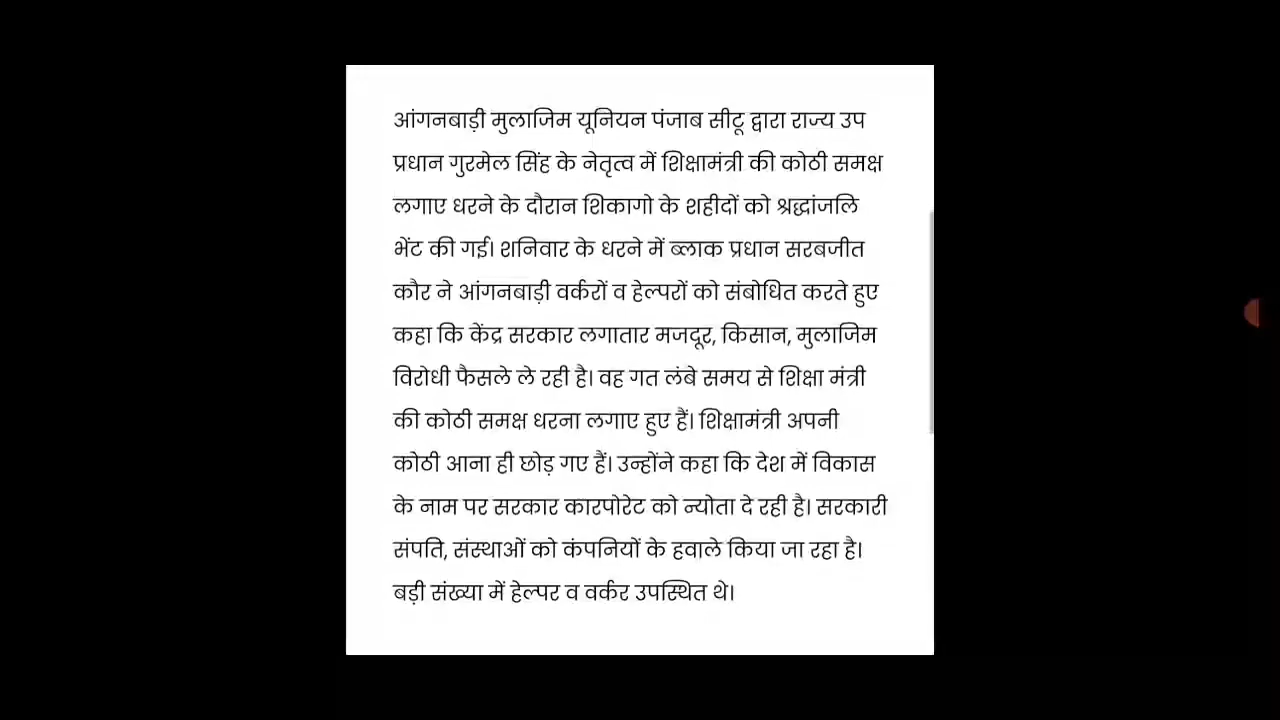 आंगनबाड़ी मुलाजिम यूनियन पंजाब सीटू द्वारा राज्य उप
प्रधान गुरमेल सिंह के नेतृत्व में शिक्षामंत्री की कोठी समक्ष
लगाए धरने के दौरान शिकागो के शहीदों को श्रद्धांजलि
भेंट की गई। शनिवार के धरने में ब्लाक प्रधान सरबजीत
कौर ने आंगनबाड़ी वर्करों व हेल्परों को संबोधित करते हुए
कहा कि केंद्र सरकार लगातार मजदूर, किसान, मुलाजिम
विरोधी फैसले ले रही है। वह गत लंबे समय से शिक्षा मंत्री
की कोठी समक्ष धरना लगाए हुए हैं। शिक्षामंत्री अपनी
कोठी आना ही छोड़ गए हैं। उन्होंने कहा कि देश में विकास
के नाम पर सरकार कारपोरेट को न्योता दे रही है। सरकारी
संपति, संस्थाओं को कंपनियों के हवाले किया जा रहा है।
बड़ी संख्या में हेल्पर व वर्कर उपस्थित थे।